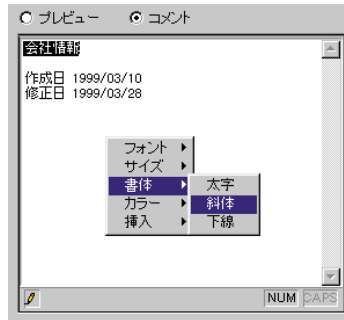 プレビュー コメント
会社情報
作成日 1999/03/10
修正日 1999/03/28
フォント
サイズ
書体 太字
カラー 斜体
挿入 下線
NUM CAPS